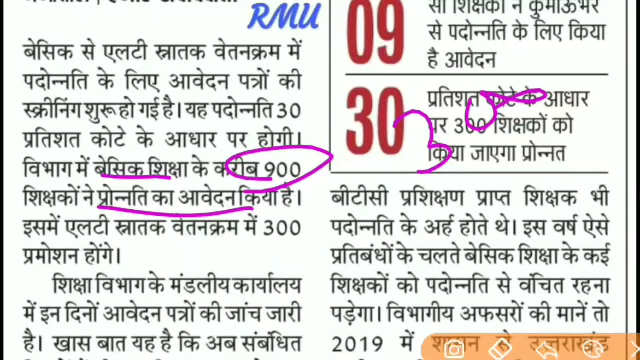 RMU
बेसिक से एलटी स्नातक वेतनक्रम में
पदोन्नति के लिए आवेदन पत्रों की
स्क्रीनिंग शुरू हो गई है। यह पदोन्नति 30
प्रतिशत कोटे के आधार पर होगी।
विभाग में बेसिक शिक्षा के करीब 900
शिक्षकों ने प्रोन्नति का आवेदन किया है।
इसमें एलटी स्नातक वेतनक्रम में 300
प्रमोशन होंगे।
शिक्षा विभाग के मंडलीय कार्यालय
में इन दिनों आवेदन पत्रों की जांच जारी
है। खास बात यह है कि अब संबंधित
09
सौ शिक्षकों ने कुमाऊंभर
से पदोन्नति के लिए किया
है आवेदन
30
प्रतिशत कोटे के आधार
पर 300 शिक्षकों को
किया जाएगा प्रोन्नत
बीटीसी प्रशिक्षण प्राप्त शिक्षक भी
पदोन्नति के अर्ह होते थे। इस वर्ष ऐसे
प्रतिबंधों के चलते बेसिक शिक्षा के कई
शिक्षकों को पदोन्नति से वंचित रहना
पड़ेगा। विभागीय अफसरों की मानें तो
2019 में शासन से उत्तराखंड